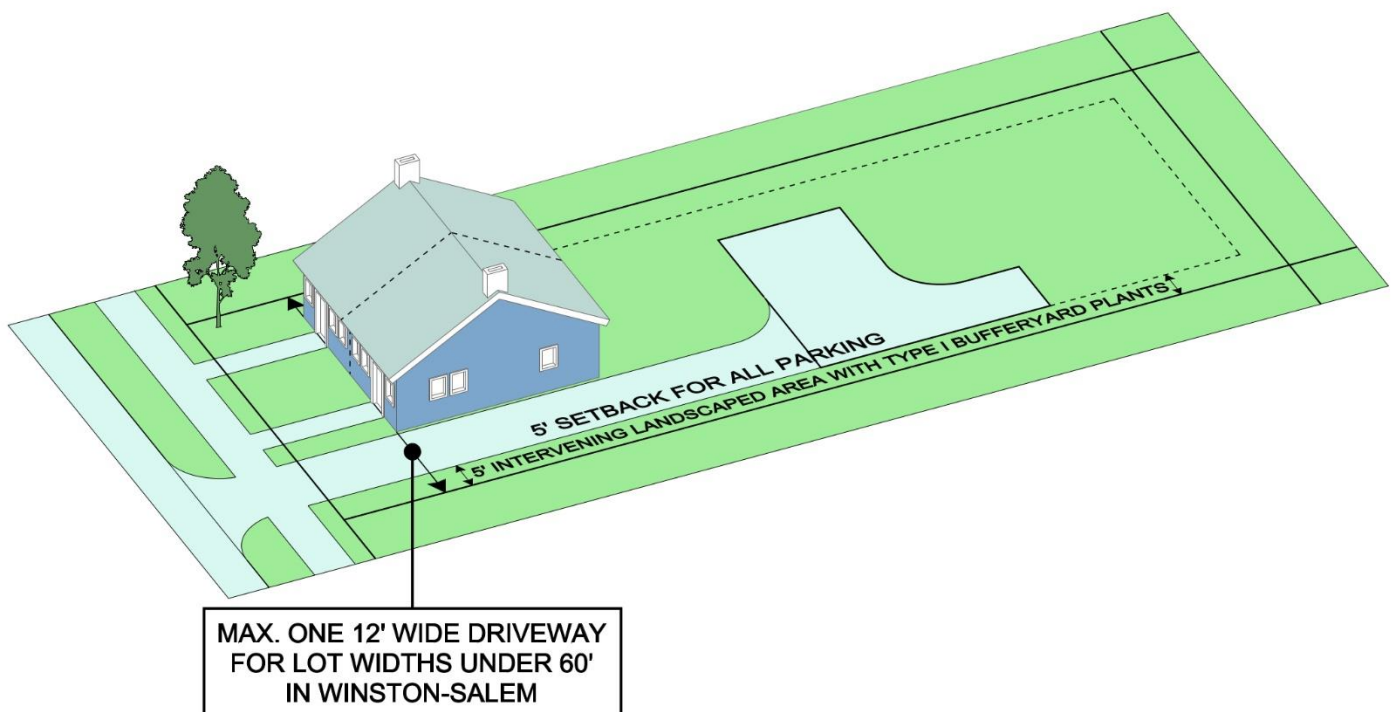 5' SETBACK FOR ALL PARKING
5' INTERVENING LANDSCAPED AREA WITH TYPE I BUFFERYARD PLANTS
MAX. ONE 12' WIDE DRIVEWAY
FOR LOT WIDTHS UNDER 60'
IN WINSTON-SALEM